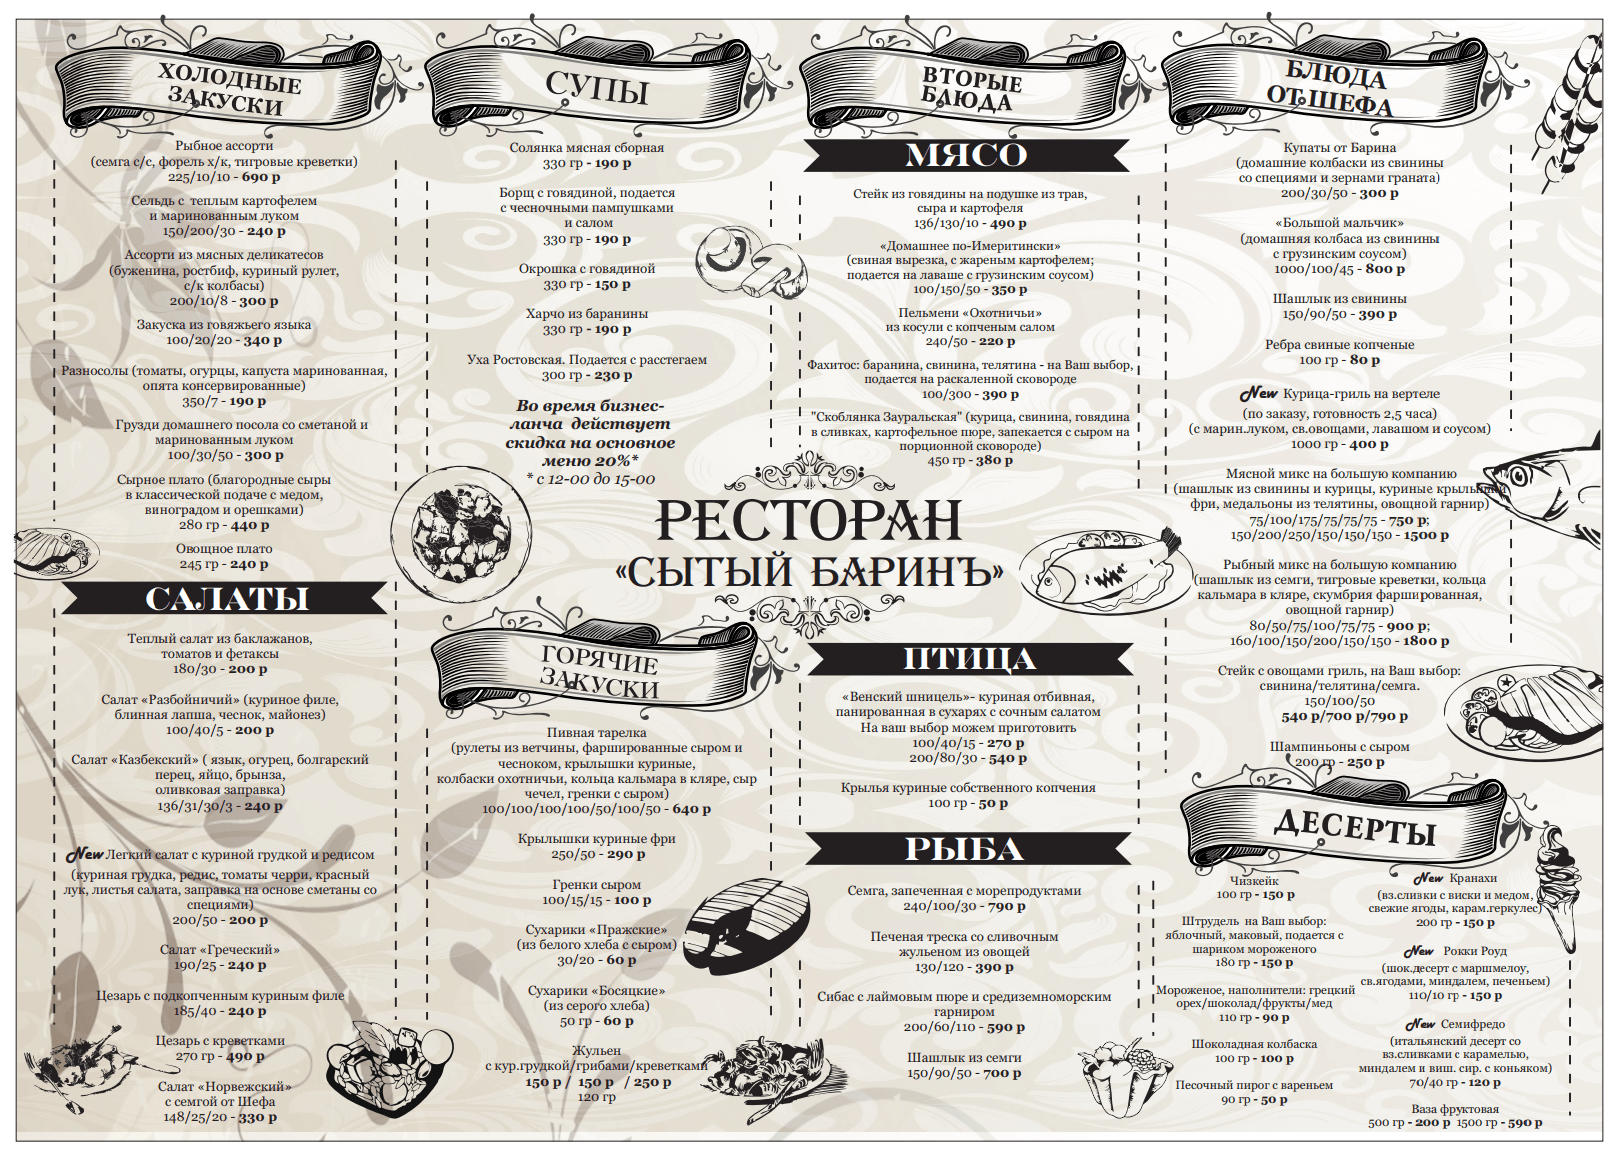 ХОЛОДНЫЕ
ЗАКУСКИ
Рыбное ассорти
(семга с/с, форель х/к, тигровые креветки)
225/10/10 - 690 р
Сельдь с теплым картофелем
и маринованным луком
150/200/30 - 240 р
Ассорти из мясных деликатесов
(буженина, ростбиф, куриный рулет,
с/к колбасы)
200/10/8 - 300 р
Закуска из говяжьего языка
100/20/20 - 340 р
Разносолы (томаты, огурцы, капуста маринованная,
опята консервированные)
350/7 - 190 р
Грузди домашнего посола со сметаной и
маринованным луком
100/30/50 - 300 р
Сырное плато (благородные сыры
в классической подаче с медом,
виноградом и орешками)
280 гр - 440 р
Овощное плато
245 гр - 240 р
САЛАТЫ
Теплый салат из баклажанов,
томатов и фетаксы
180/30 - 200 р
Салат «Разбойничий» (куриное филе,
блинная лапша, чеснок, майонез)
100/40/5 - 200 р
Салат «Казбекский» ( язык, огурец, болгарский
перец, яйцо, брынза,
оливковая заправка)
136/31/30/3 - 240 р
New Легкий салат с куриной грудкой и редисом
(куриная грудка, редис, томаты черри, красный
лук, листья салата, заправка на основе сметаны со
специями)
200/50 - 200 р
Салат «Греческий»
190/25 - 240 р
Цезарь с подкопченным куриным филе
185/40 - 240 р
Цезарь с креветками
270 гр - 490 р
Салат «Норвежский»
с семгой от Шефа
148/25/20 - 330 р
СУПЫ
Солянка мясная сборная
330 гр - 190 р
Борщ с говядиной, подается
с чесночными пампушками
и салом
330 гр - 190 р
Окрошка с говядиной
330 гр - 150 р
Харчо из баранины
330 гр - 190 р
Уха Ростовская. Подается с расстегаем
300 гр - 230 р
Во время бизнес-
ланча действует
скидка на основное
меню 20%*
* с 12-00 до 15-00
РЕСТОРАН
«СЫТЫЙ БАРИНЪ»
ГОРЯЧИЕ
ЗАКУСКИ
Пивная тарелка
(рулеты из ветчины, фаршированные сыром и
чесноком, крылышки куриные,
колбаски охотничьи, кольца кальмара в кляре, сыр
чечел, гренки с сыром)
100/100/100/100/50/100/50 - 640 р
Крылышки куриные фри
250/50 - 290 р
Гренки сыром
100/15/15 - 100 р
Сухарики «Пражские»
(из белого хлеба с сыром)
30/20 - 60 р
Сухарики «Босяцкие»
(из серого хлеба)
50 гр - 60 р
Жульен
с кур.грудкой/грибами/креветками
150 р / 150 р / 250 р
120 гр
ВТОРЫЕ
БЛЮДА
МЯСО
Стейк из говядины на подушке из трав,
сыра и картофеля
136/130/10 - 490 р
«Домашнее по-Имеритински»
(свиная вырезка, с жареным картофелем;
подается на лаваше с грузинским соусом)
100/150/50 - 350 р
Пельмени «Охотничьи»
из косули с копченым салом
240/50 - 220 р
Фахитос: баранина, свинина, телятина - на Ваш выбор,
подается на раскаленной сковороде
100/300 - 390 р
"Скоблянка Зауральская" (курица, свинина, говядина
в сливках, картофельное пюре, запекается с сыром на
порционной сковороде)
450 гр - 380 р
ПТИЦА
«Венский шницель»- куриная отбивная,
панированная в сухарях с сочным салатом
На ваш выбор можем приготовить
100/40/15 - 270 р
200/80/30 - 540 р
Крылья куриные собственного копчения
100 гр - 50 р
РЫБА
Семга, запеченная с морепродуктами
240/100/30 - 790 р
Печеная треска со сливочным
жульеном из овощей
130/120 - 390 р
Сибас с лаймовым пюре и средиземноморским
гарниром
200/60/110 - 590 р
Шашлык из семги
150/90/50 - 700 р
БЛЮДА
ОТ ШЕФА
Купаты от Барина
(домашние колбаски из свинины
со специями и зернами граната)
200/30/50 - 300 р
«Большой мальчик»
(домашняя колбаса из свинины
с грузинским соусом)
1000/100/45 - 800 р
Шашлык из свинины
150/90/50 - 390 р
Ребра свиные копченые
100 гр - 80 р
New Курица-гриль на вертеле
(по заказу, готовность 2,5 часа)
(с марин.луком, св.овощами, лавашом и соусом)
1000 гр - 400 р
Мясной микс на большую компанию
(шашлык из свинины и курицы, куриные крылышки
фри, медальоны из телятины, овощной гарнир)
75/100/175/75/75/75 - 750 р;
150/200/250/150/150/150 - 1500 р
Рыбный микс на большую компанию
(шашлык из семги, тигровые креветки, кольца
кальмара в кляре, скумбрия фаршированная,
овощной гарнир)
80/50/75/100/75/75 - 900 р;
160/100/150/200/150/150 - 1800 р
Стейк с овощами гриль, на Ваш выбор:
свинина/телятина/семга.
150/100/50
540 р/700 р/790 р
Шампиньоны с сыром
200 гр - 250 р
ДЕСЕРТЫ
Чизкейк
100 гр - 150 р
Штрудель на Ваш выбор:
яблочный, маковый, подается с
шариком мороженого
180 гр - 150 р
Мороженое, наполнители: грецкий
орех/шоколад/фрукты/мед
110 гр - 90 р
Шоколадная колбаска
100 гр - 100 р
Песочный пирог с вареньем
90 гр - 50 р
New Кранахи
(вз.сливки с виски и медом,
свежие ягоды, карам.геркулес)
200 гр - 150 р
New Рокки Роуд
(шок.десерт с маршмелоу,
св.ягодами, миндалем, печеньем)
110/10 гр - 150 р
New Семифредо
(итальянский десерт со
вз.сливками с карамелью,
миндалем и виш. сир. с коньяком)
70/40 гр - 120 р
Ваза фруктовая
500 гр - 200 р 1500 гр - 590 р